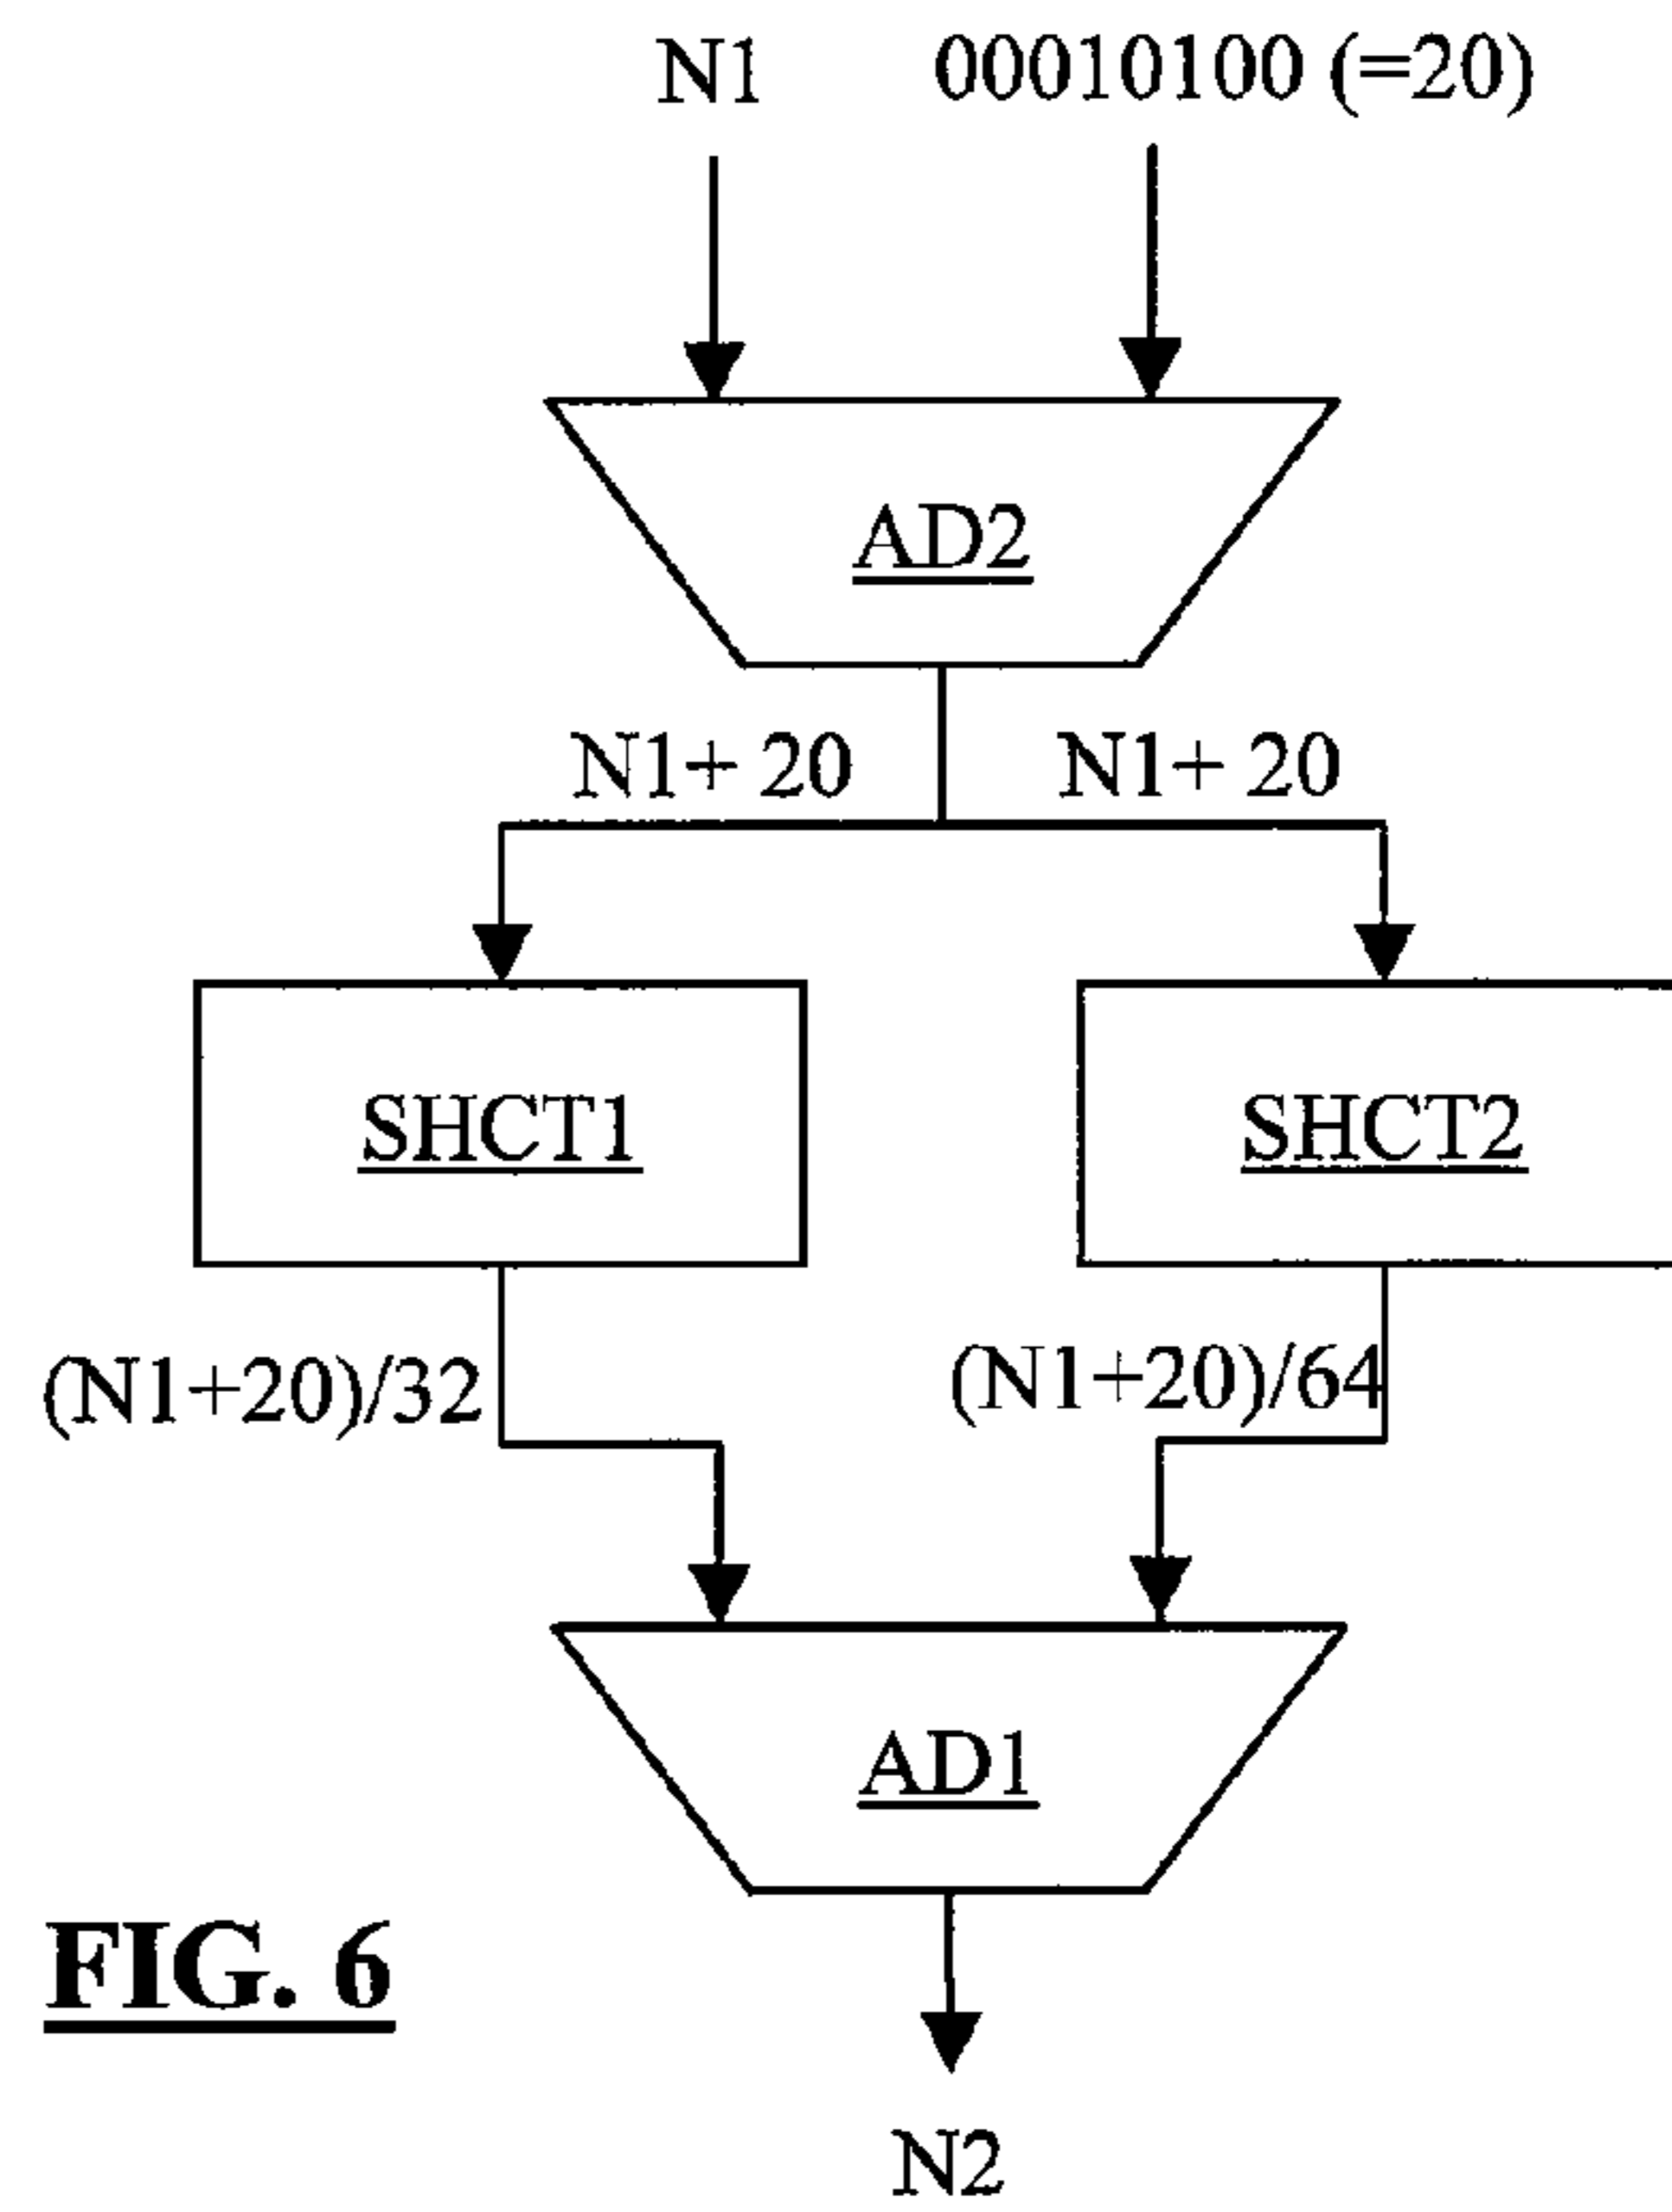 N1 00010100 (=20)
AD2
N1+ 20 N1+ 20
SHCT1 SHCT2
(N1+20)/32 (N1+20)/64
AD1
FIG. 6
N2